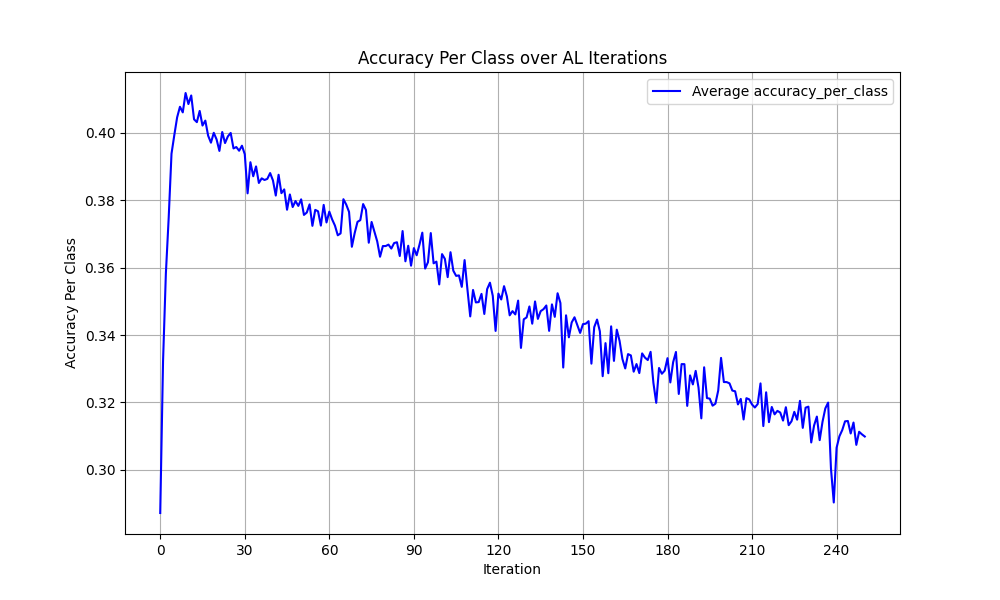 Accuracy Per Class over AL Iterations
Average accuracy_per_class
Accuracy Per Class
0.40
0.38
0.36
0.34
0.32
0.30
0 30 60 90 120 150 180 210 240
Iteration